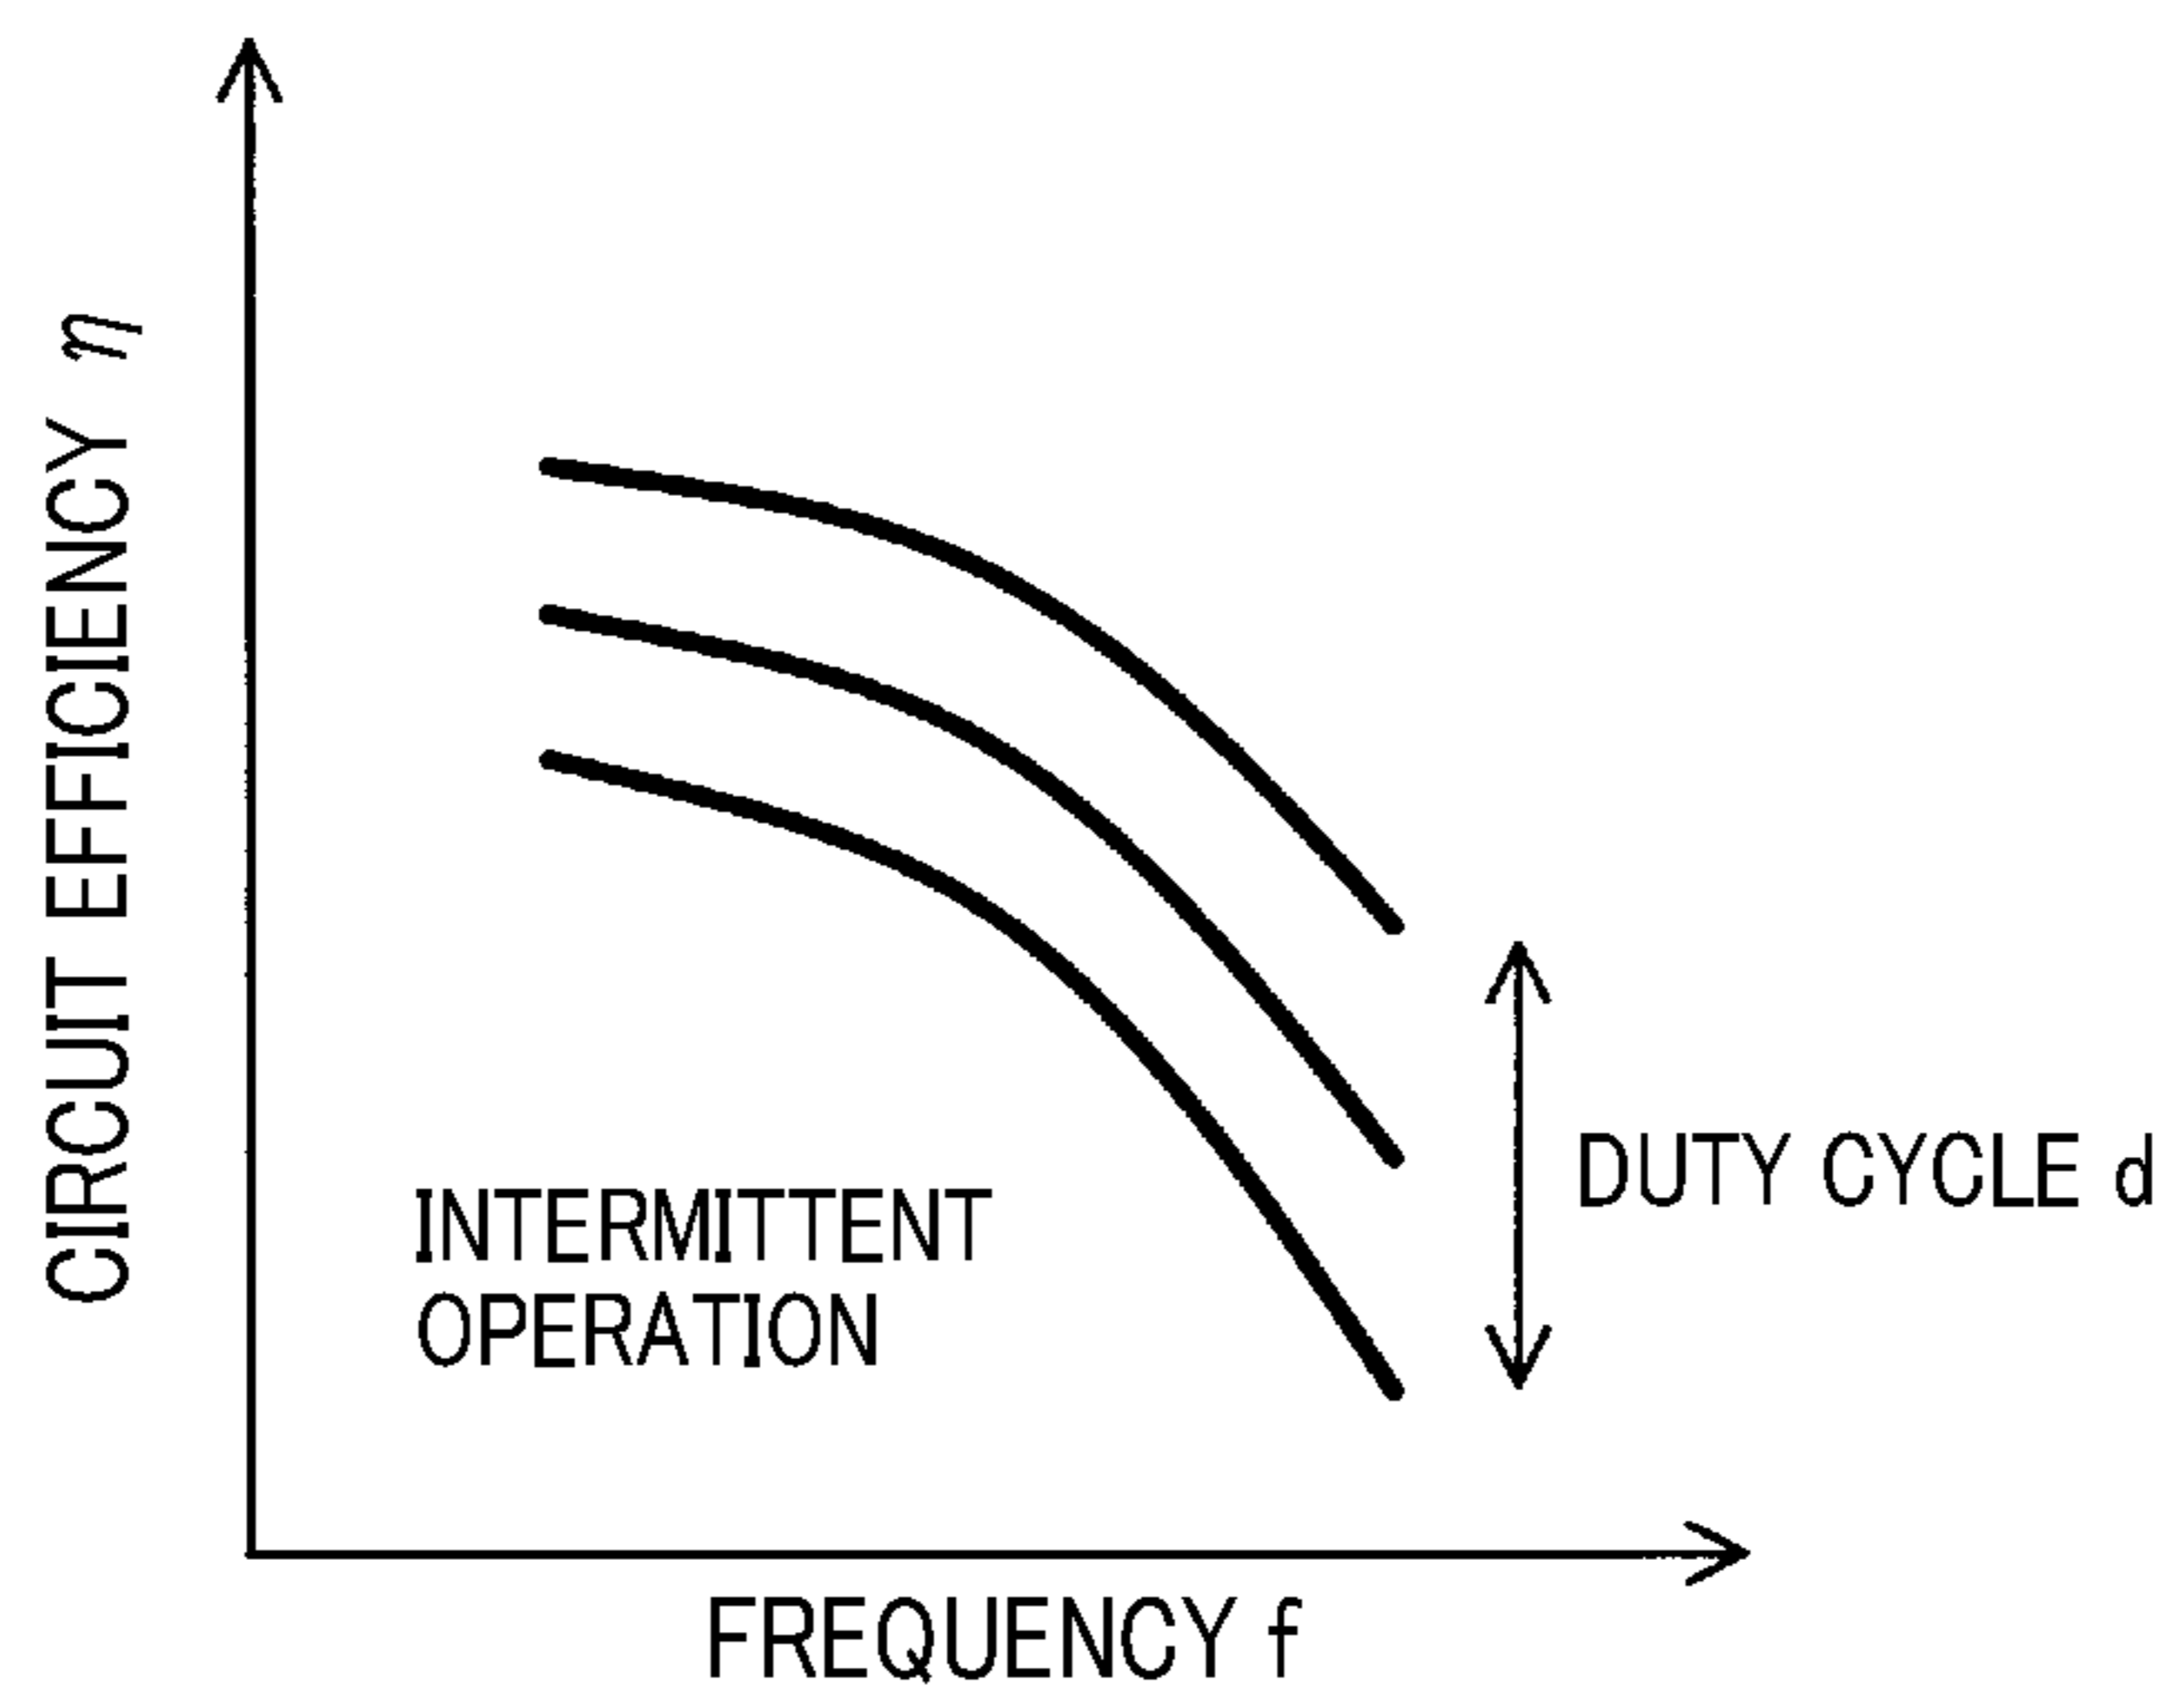 CIRCUIT EFFICIENCY η
INTERMITTENT
OPERATION
DUTY CYCLE d
FREQUENCY f